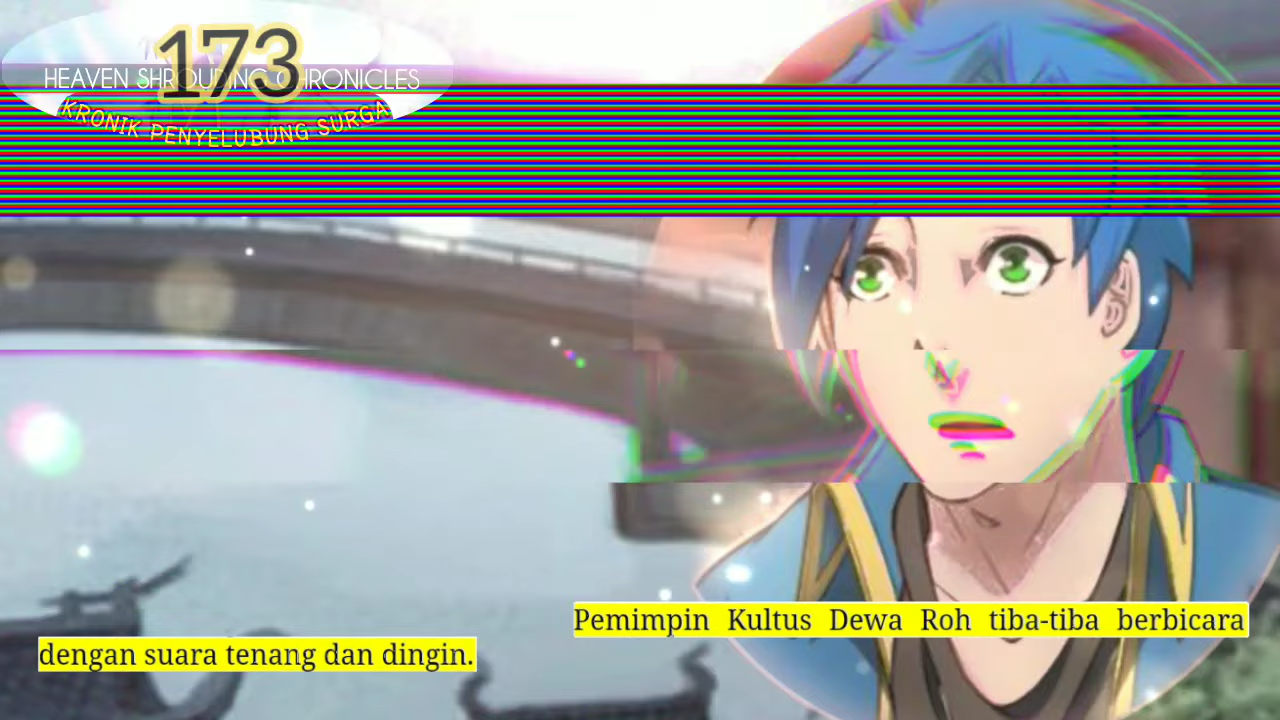 173
HEAVEN SHROUDING CHRONICLES
KRONIK PENYELUBUNG SURGA
Pemimpin Kultus Dewa Roh tiba-tiba berbicara
dengan suara tenang dan dingin.